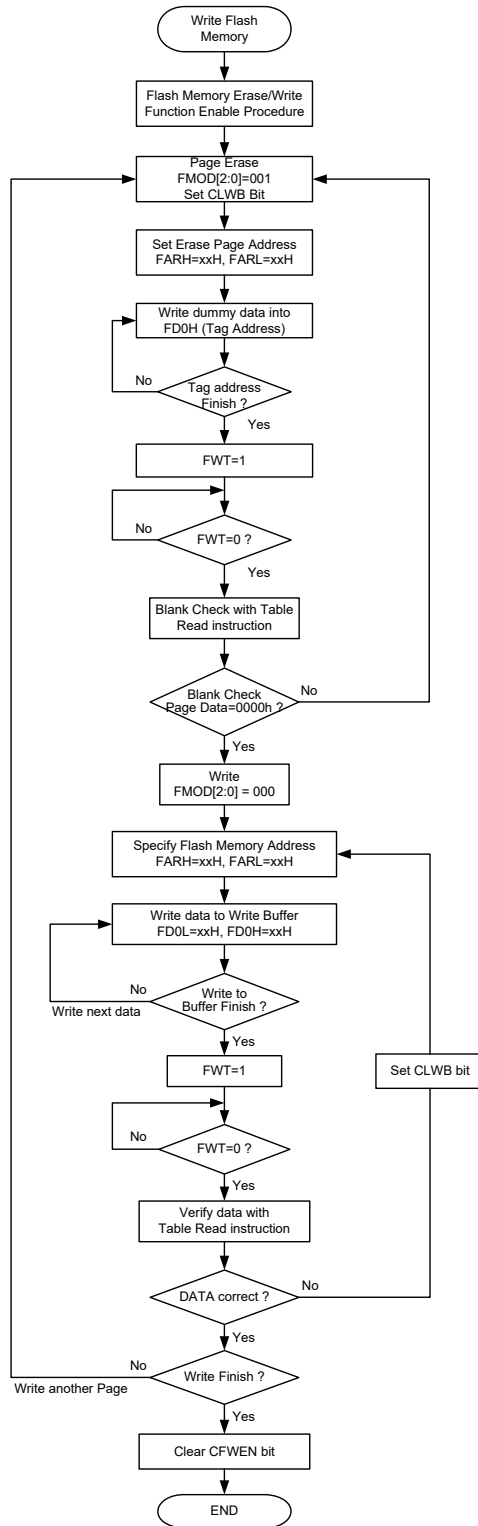 Write Flash
Memory
Flash Memory Erase/Write
Function Enable Procedure
Page Erase
FMOD[2:0]=001
Set CLWB Bit
Set Erase Page Address
FARH=xxH, FARL=xxH
Write dummy data into
FD0H (Tag Address)
No
Tag address
Finish ?
Yes
FWT=1
No
FWT=0 ?
Yes
Blank Check with Table
Read instruction
No
Blank Check
Page Data=0000h ?
Yes
Write
FMOD[2:0] = 000
Specify Flash Memory Address
FARH=xxH, FARL=xxH
Write data to Write Buffer
FD0L=xxH, FD0H=xxH
No
Write next data
Write to
Buffer Finish ?
Yes
FWT=1
Set CLWB bit
No
FWT=0 ?
Yes
Verify data with
Table Read instruction
No
DATA correct ?
Yes
No
Write another Page
Write Finish ?
Yes
Clear CFWEN bit
END